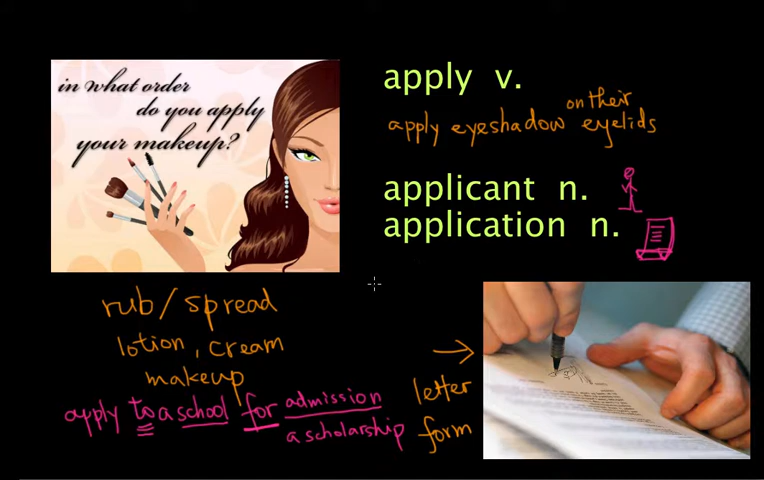 in what order
do you apply
your makeup?
apply v.
on their
apply eyeshadow eyelids
applicant n.
application n.
rub/spread
lotion, cream
makeup
apply to a school for admission
a scholarship
→
letter
form